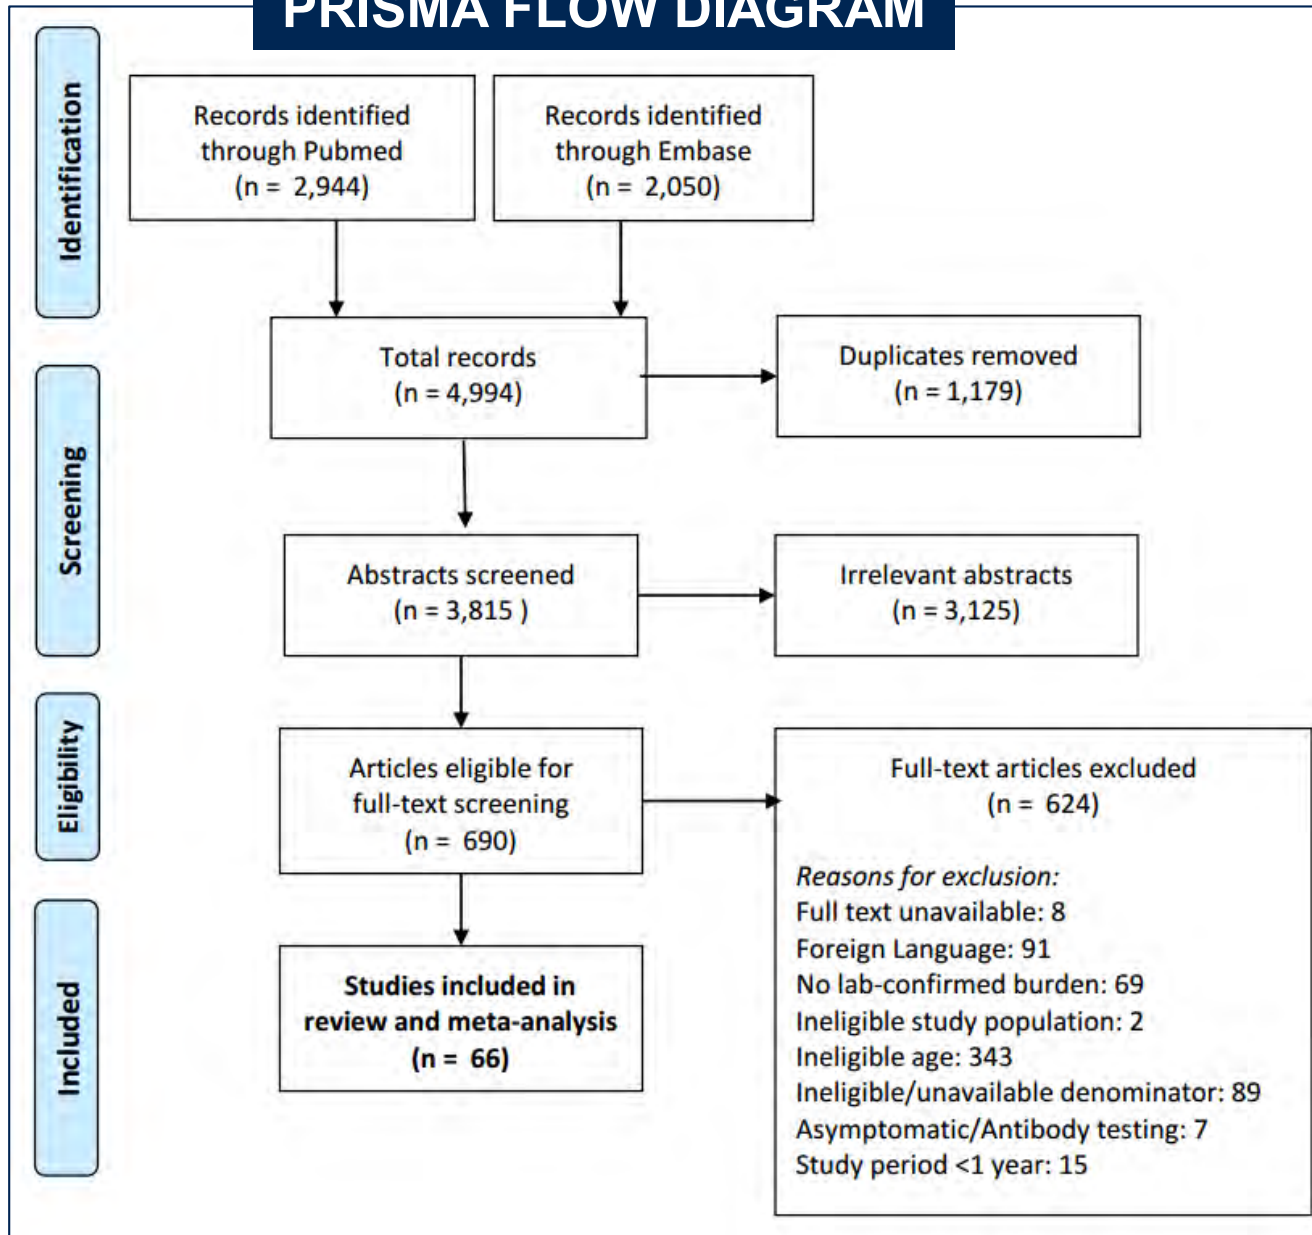 PRISMA FLOW DIAGRAM
Identification
Records identified
through Pubmed
(n =  2,944)
Records identified
through Embase
(n =  2,050)
Total records
(n = 4,994)
Duplicates removed
(n = 1,179)
Screening
Abstracts screened
(n = 3,815 )
Irrelevant abstracts
(n = 3,125)
Eligibility
Articles eligible for
full-text screening
(n =  690)
Full-text articles excluded
(n =  624)
Reasons for exclusion:
Full text unavailable: 8
Foreign Language: 91
No lab-confirmed burden: 69
Ineligible study population: 2
Ineligible age: 343
Ineligible/unavailable denominator: 89
Asymptomatic/Antibody testing: 7
Study period <1 year: 15
Included
Studies included in
review and meta-analysis
(n =  66)